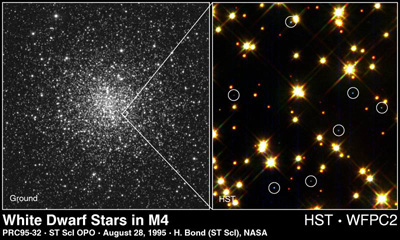 Ground
HST
White Dwarf Stars in M4
HST • WFPC2
PRC95-32 • ST ScI OPO • August 28, 1995 • H. Bond (ST ScI), NASA